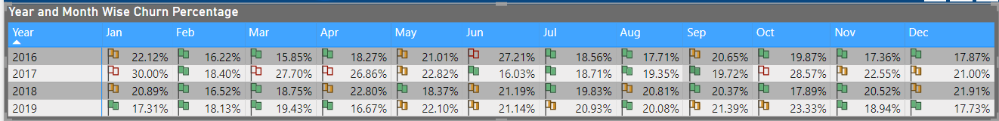 Year and Month Wise Churn Percentage
Year Jan Feb Mar Apr May Jun Jul Aug Sep Oct Nov Dec
2016 22.12% 16.22% 15.85% 18.27% 21.01% 27.21% 18.56% 17.71% 20.65% 19.87% 17.36% 17.87%
2017 30.00% 18.40% 27.70% 26.86% 22.82% 16.03% 18.71% 19.35% 19.72% 28.57% 22.55% 21.00%
2018 20.89% 16.52% 18.75% 22.80% 18.37% 21.19% 19.83% 20.81% 20.37% 17.89% 20.52% 21.91%
2019 17.31% 18.13% 19.43% 16.67% 22.10% 21.14% 20.93% 20.08% 21.39% 23.33% 18.94% 17.73%